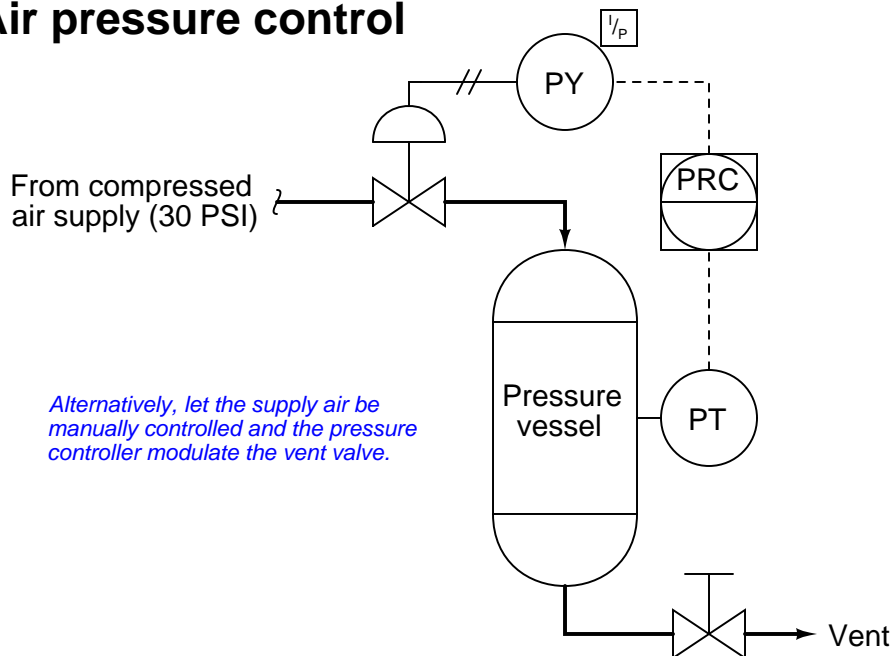 Air pressure control
I/P
PY
PRC
From compressed
air supply (30 PSI)
Pressure
vessel
PT
Alternatively, let the supply air be
manually controlled and the pressure
controller modulate the vent valve.
Vent